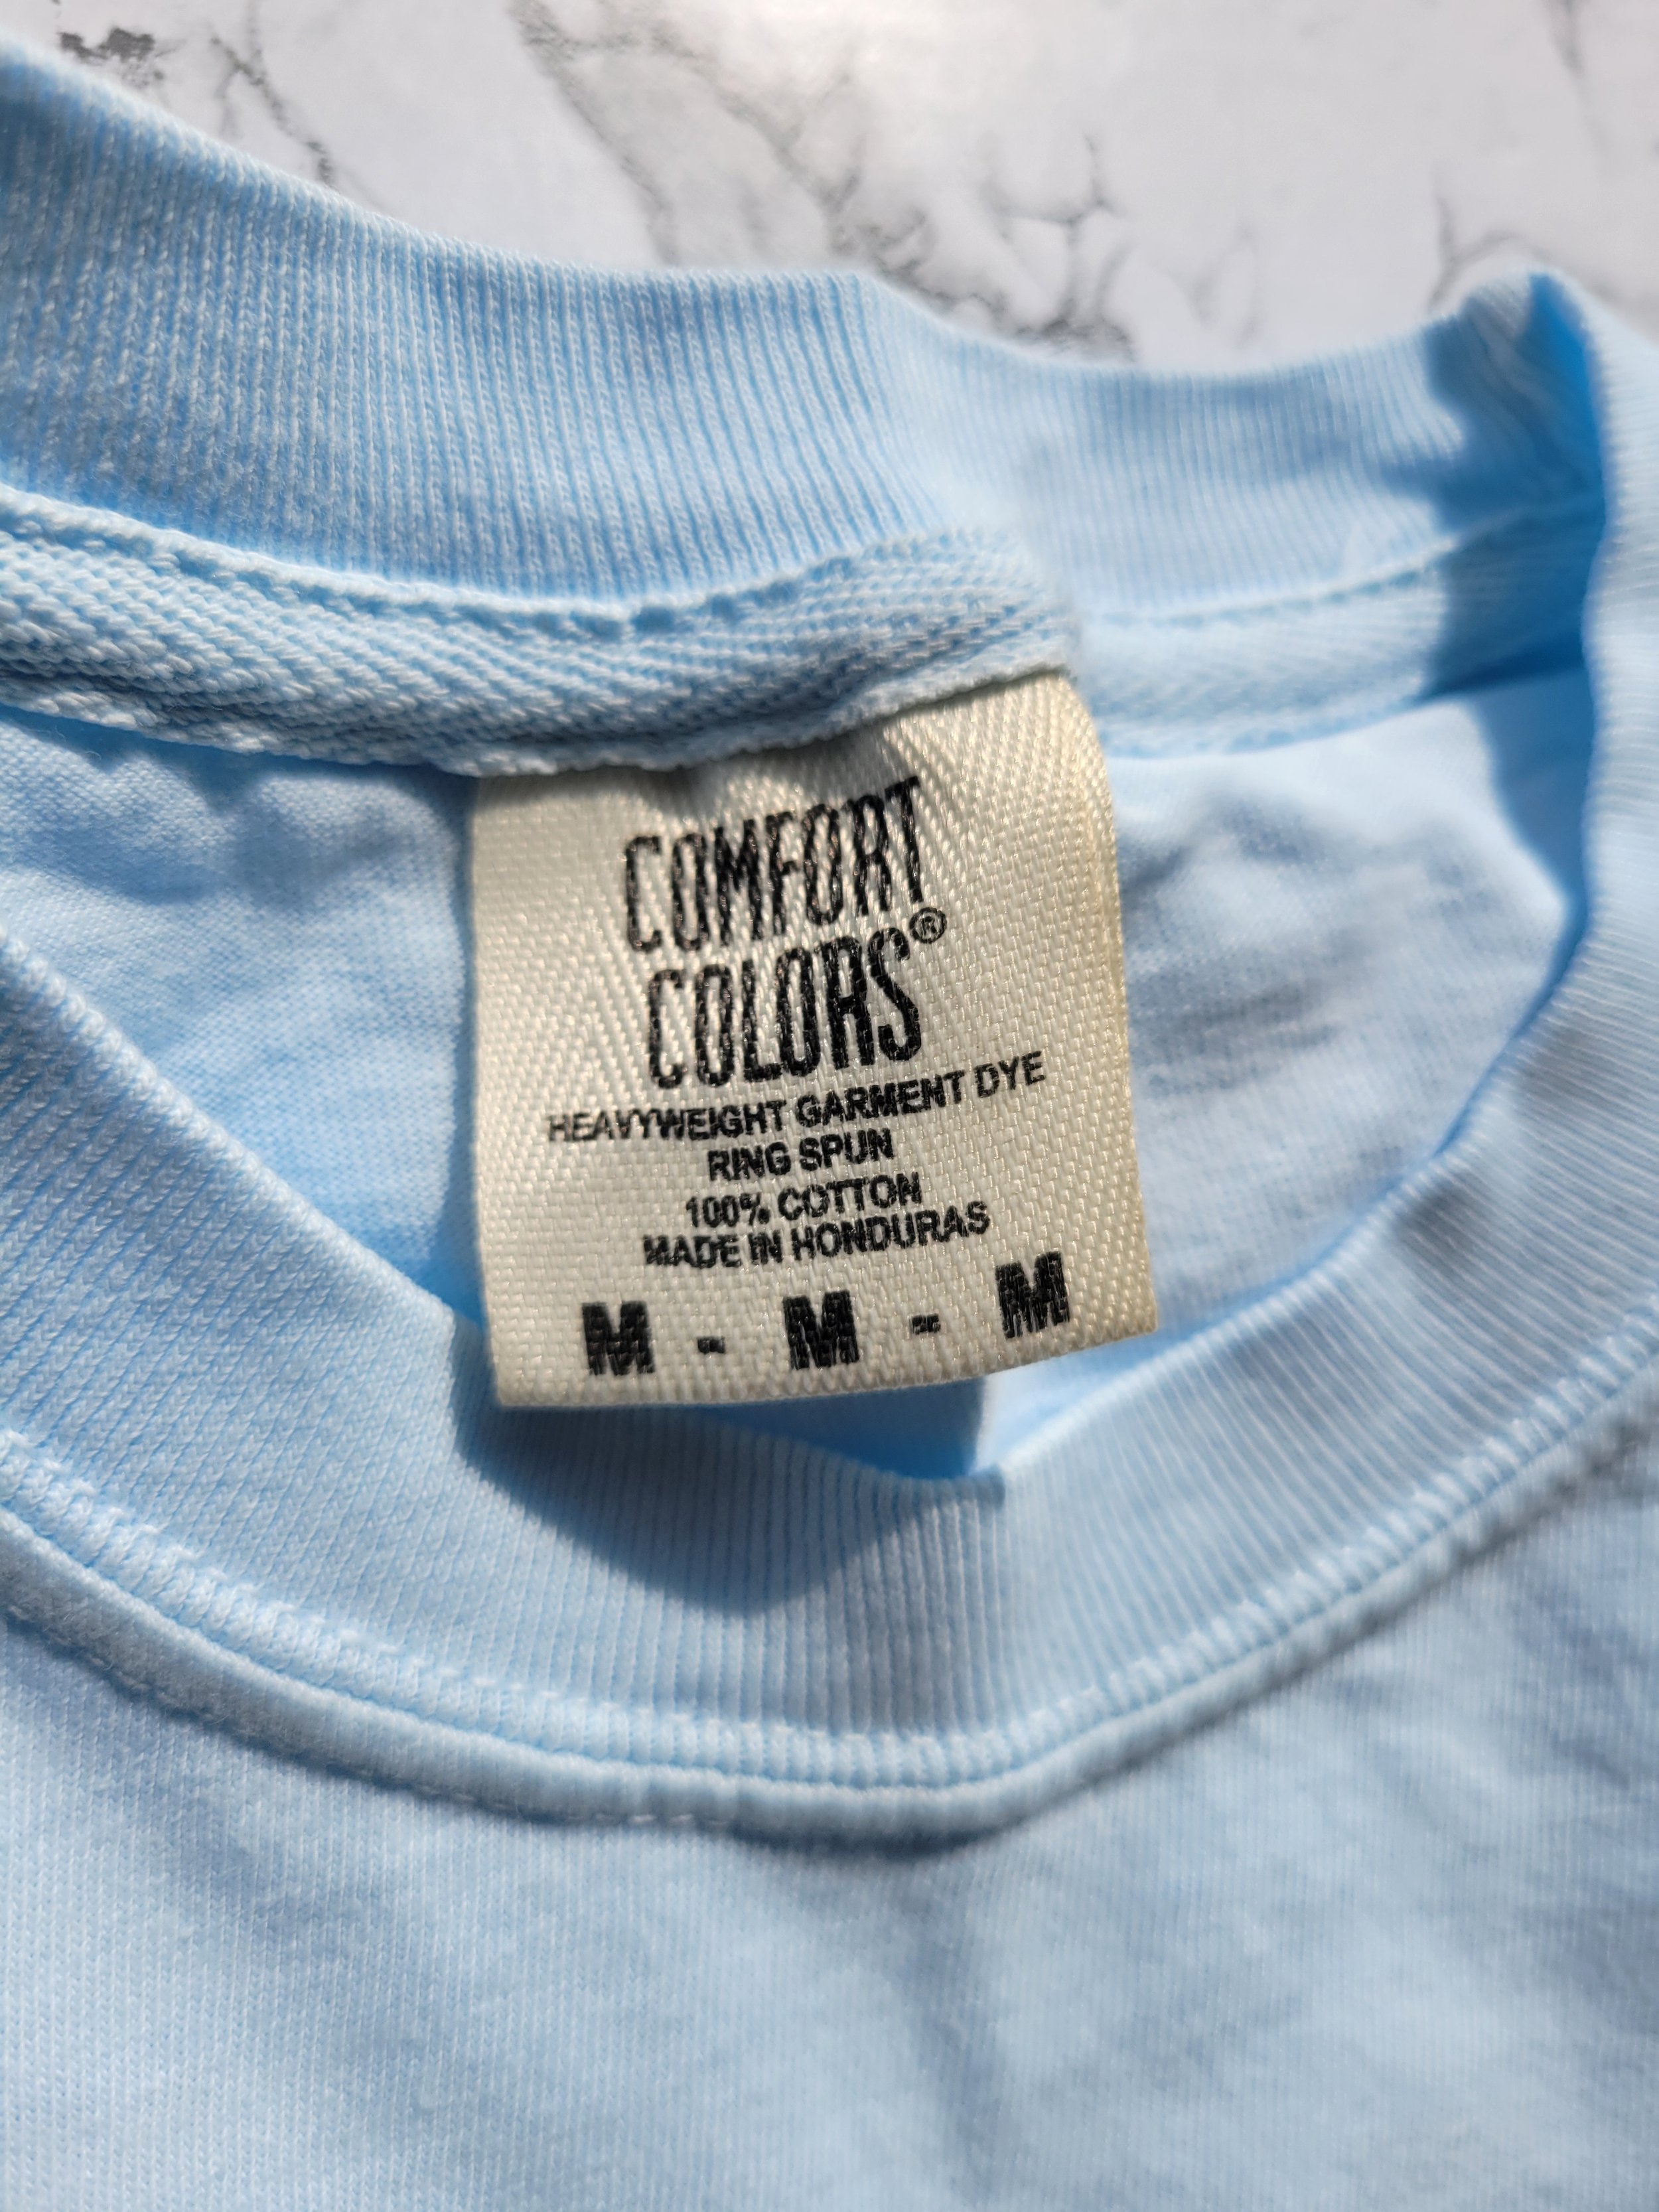 COMFORT
COLORS®
HEAVYWEIGHT GARMENT DYE
RING SPUN
100% COTTON
MADE IN HONDURAS
M - M - M